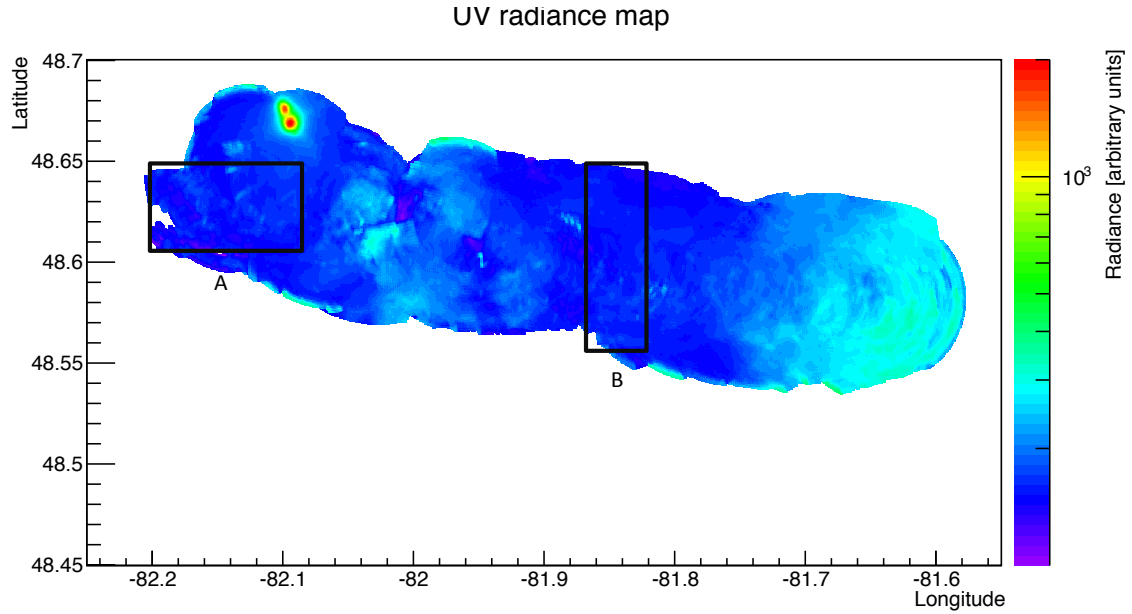 UV radiance map
Latitude
48.7
48.65
48.6
48.55
48.5
48.45
-82.2
-82.1
-82
-81.9
-81.8
-81.7
-81.6
Longitude
A
B
10³
Radiance [arbitrary units]